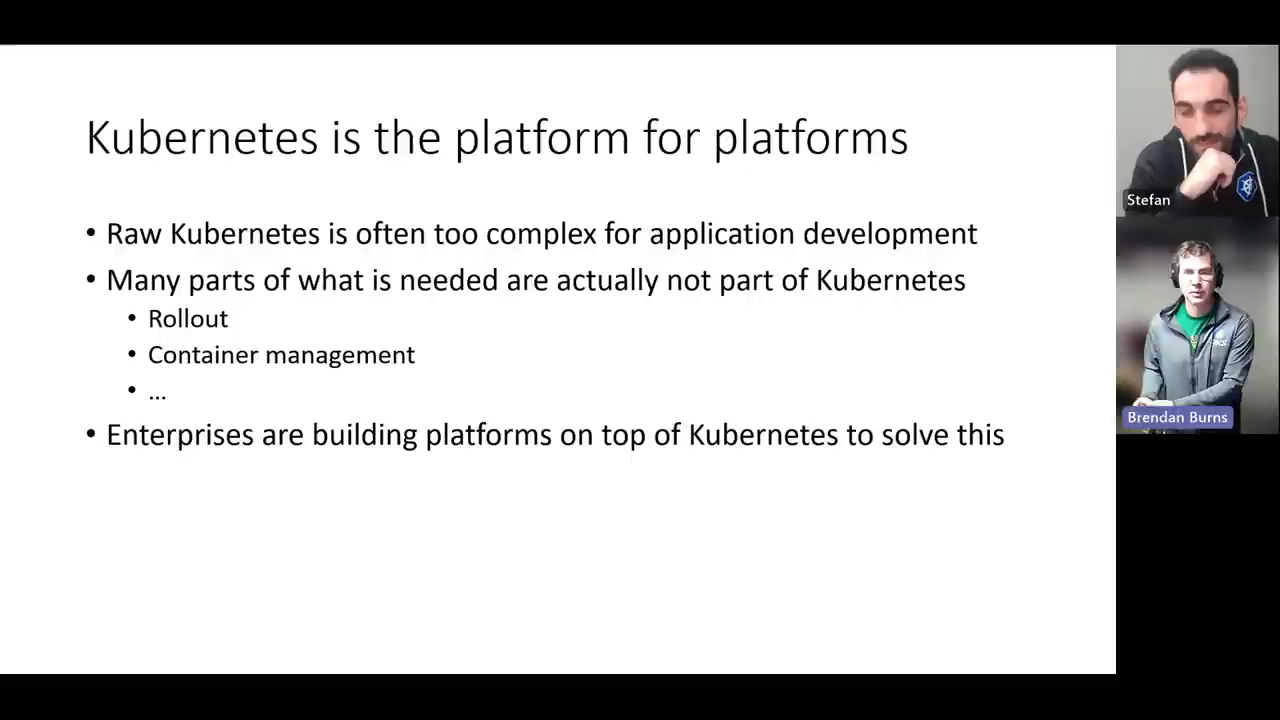 Kubernetes is the platform for platforms
• Raw Kubernetes is often too complex for application development
• Many parts of what is needed are actually not part of Kubernetes
• Rollout
• Container management
• ...
• Enterprises are building platforms on top of Kubernetes to solve this
Stefan
Brendan Burns